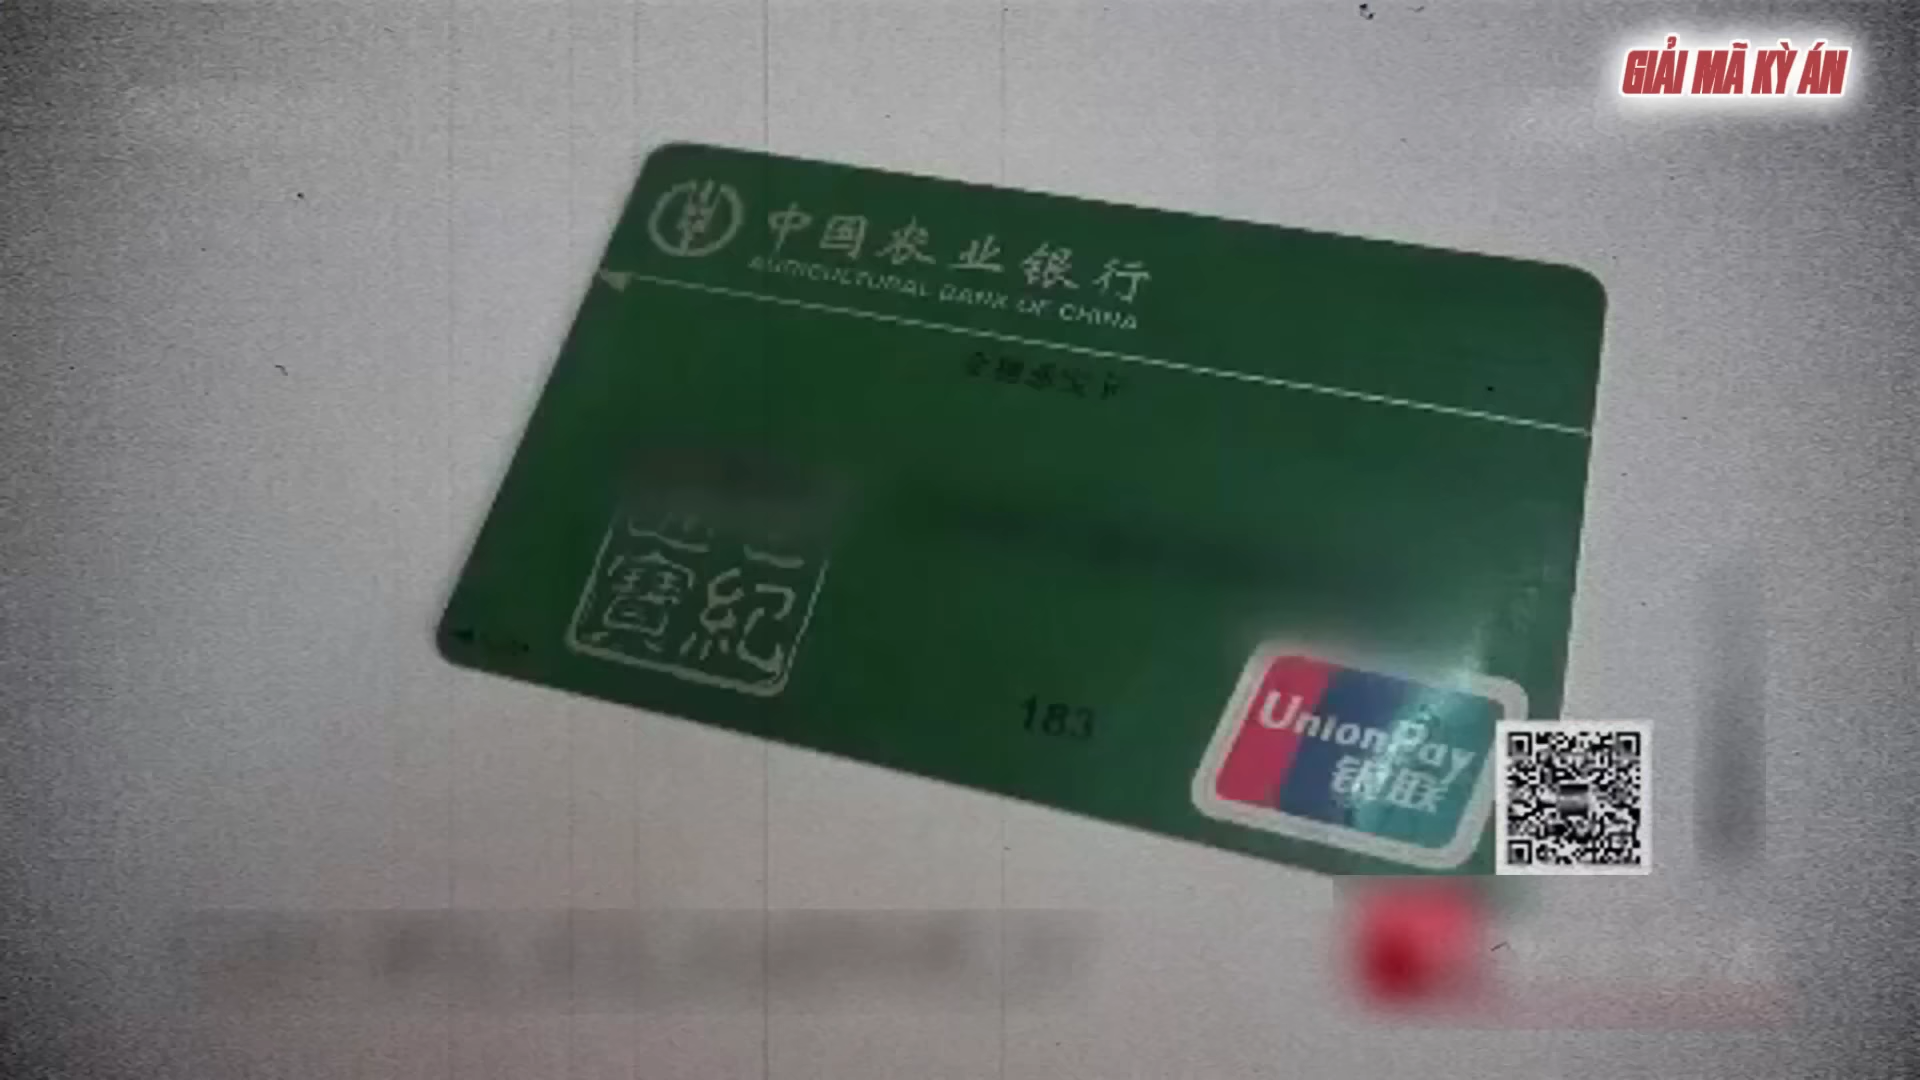 GIẢI MÃ KỲ ÁN
中国农业银行
AGRICULTURAL BANK OF CHINA
寶 紀
183
UnionPay
银联